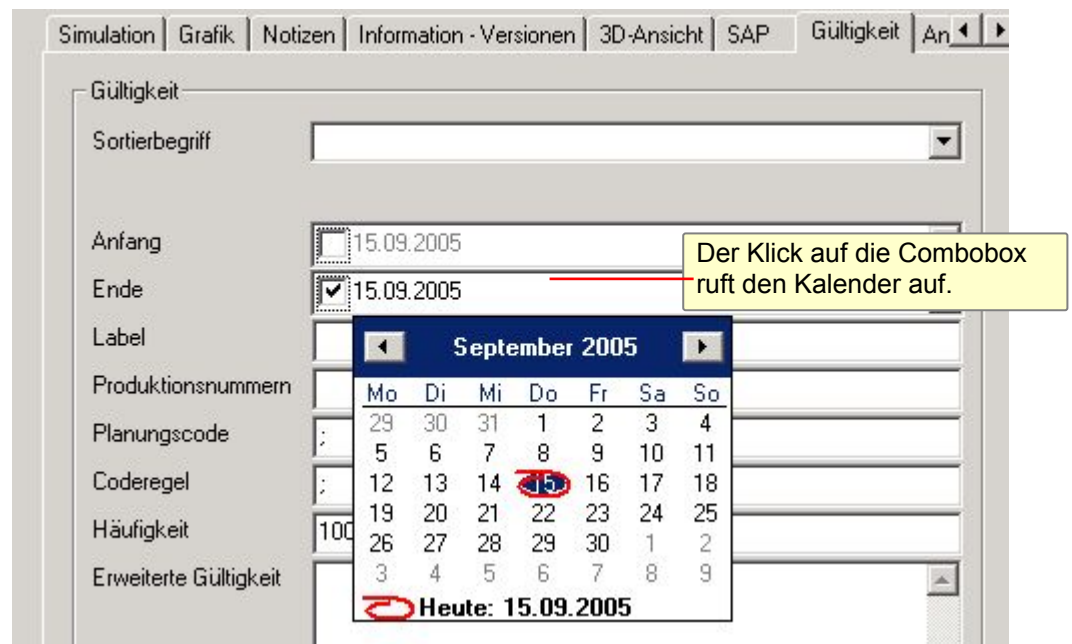 Simulation Grafik Notizen Information - Versionen 3D-Ansicht SAP Gültigkeit An
Gültigkeit
Sortierbegriff
Anfang 15.09.2005
Der Klick auf die Combobox
ruft den Kalender auf.
Ende 15.09.2005
Label
September 2005
Produktionsnummern
Mo Di Mi Do Fr Sa So
29 30 31 1 2 3 4
Planungscode ;
5 6 7 8 9 10 11
Coderegel ;
12 13 14 15 16 17 18
19 20 21 22 23 24 25
Häufigkeit 100
26 27 28 29 30 1 2
Erweiterte Gültigkeit
3 4 5 6 7 8 9
Heute: 15.09.2005